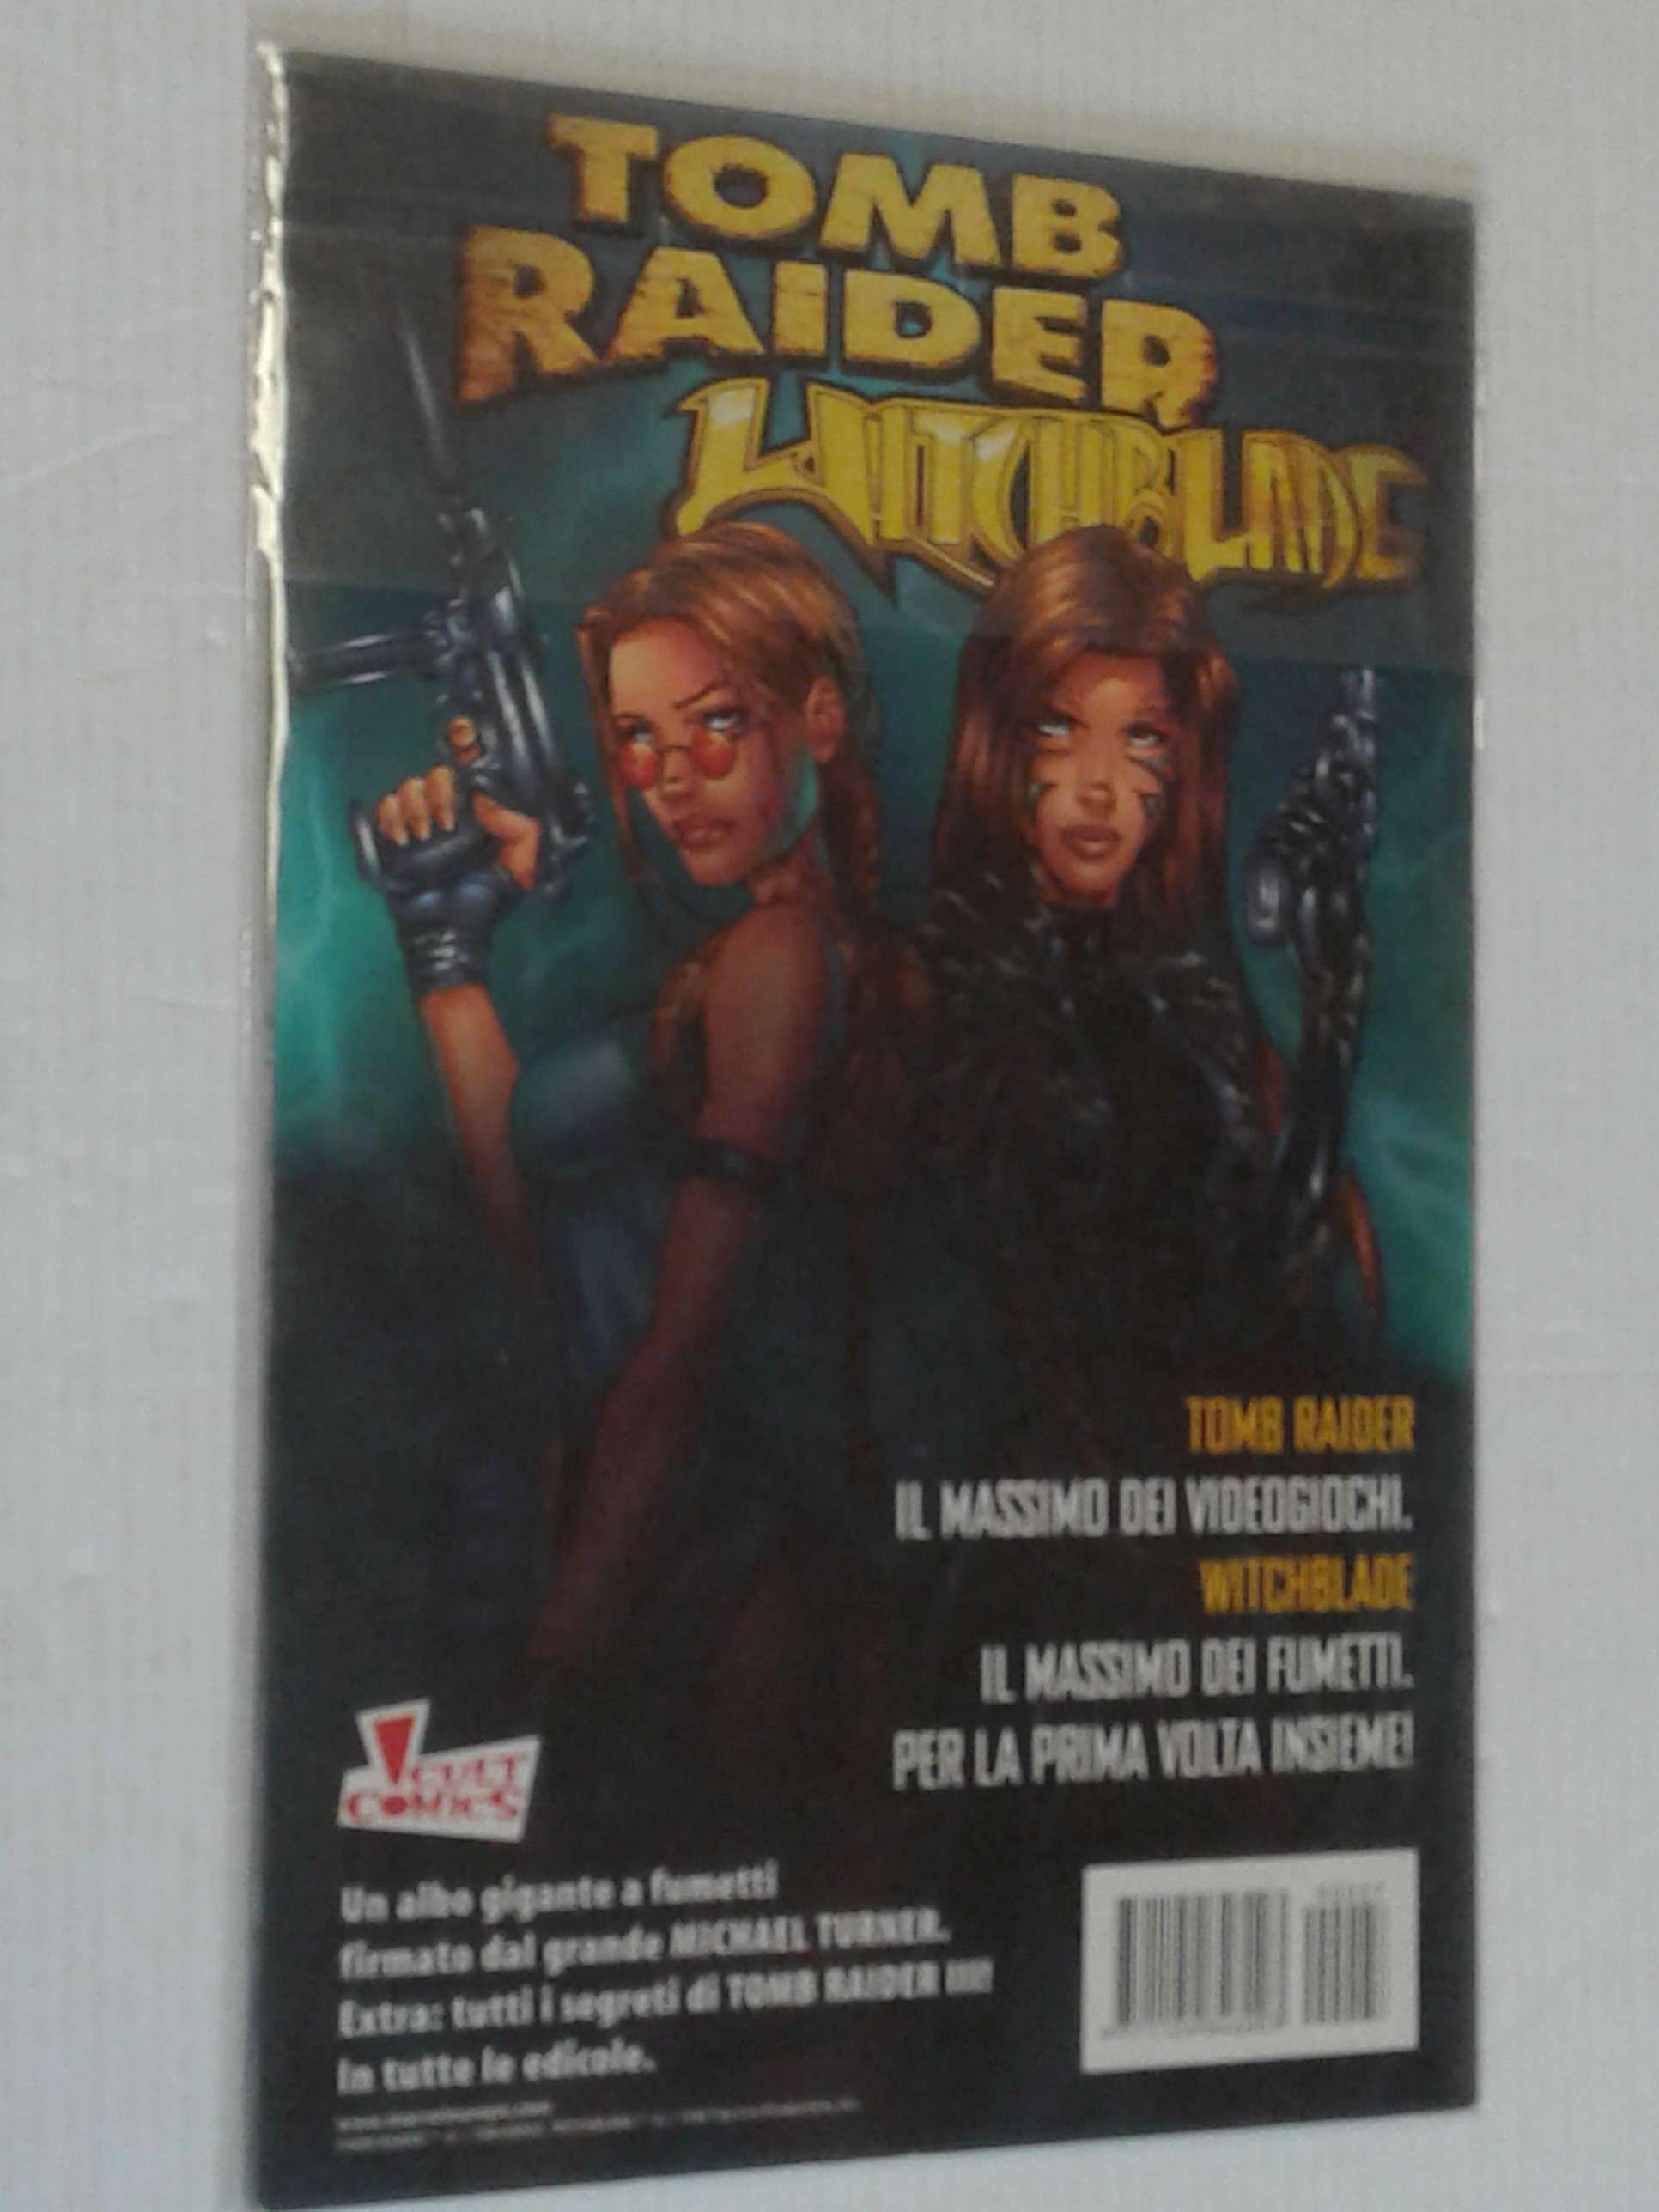 TOMB
RAIDER
WITCHBLADE
TOMB RAIDER
IL MASSIMO DEI VIDEOGIOCHI.
WITCHBLADE
IL MASSIMO DEI FUMETTI.
PER LA PRIMA VOLTA INSIEME!
CULT
COMICS
Un albo gigante a fumetti
firmato dal grande MICHAEL TURNER.
Extra: tutti i segreti di TOMB RAIDER III!
In tutte le edicole.